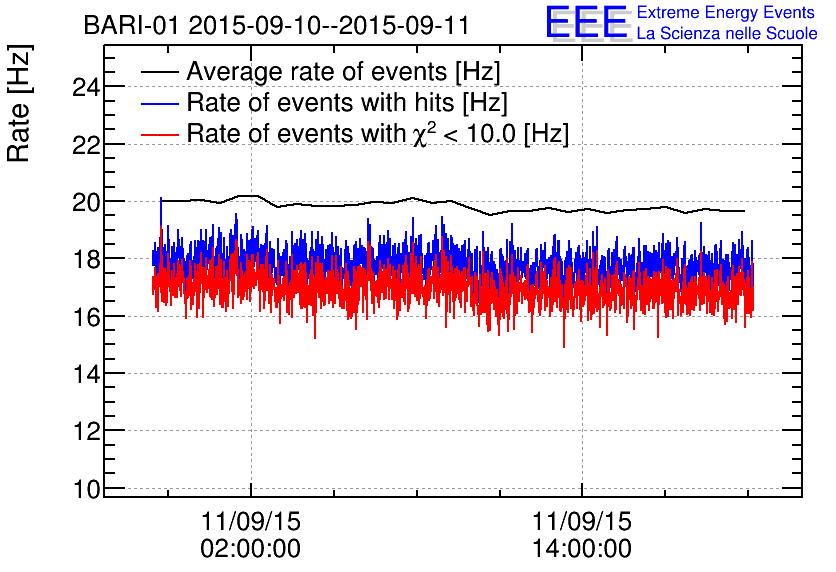 BARI-01 2015-09-10--2015-09-11
EEE
Extreme Energy Events
La Scienza nelle Scuole
Rate [Hz]
Average rate of events [Hz]
Rate of events with hits [Hz]
Rate of events with χ² < 10.0 [Hz]
24
22
20
18
16
14
12
10
11/09/15
02:00:00
11/09/15
14:00:00